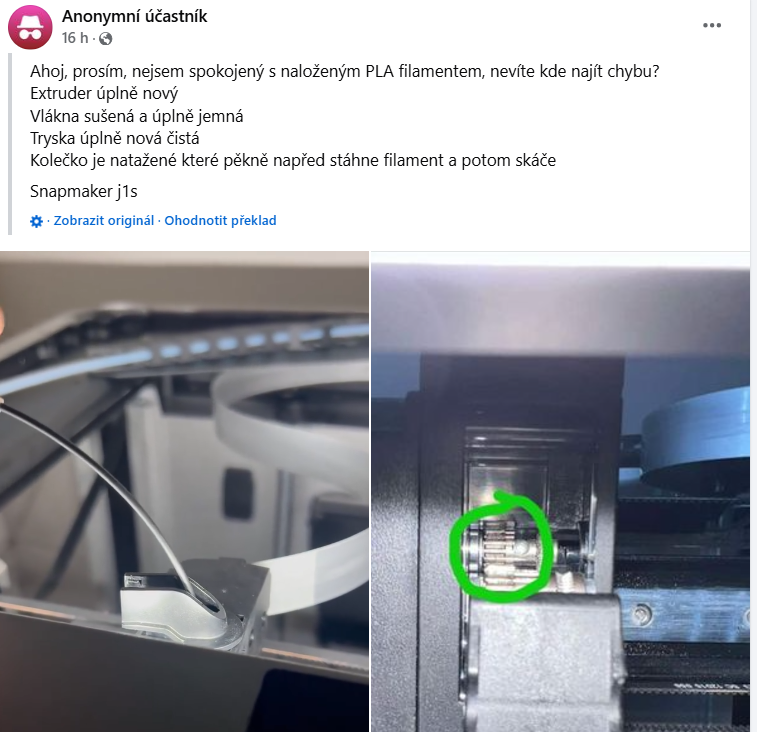 Anonymní účastník
16 h ·
Ahoj, prosím, nejsem spokojený s naloženým PLA filamentem, nevíte kde najít chybu?
Extruder úplně nový
Vlákna sušená a úplně jemná
Tryska úplně nová čistá
Kolečko je natažené které pěkně napřed stáhne filament a potom skáče
Snapmaker j1s
· Zobrazit originál · Ohodnotit překlad